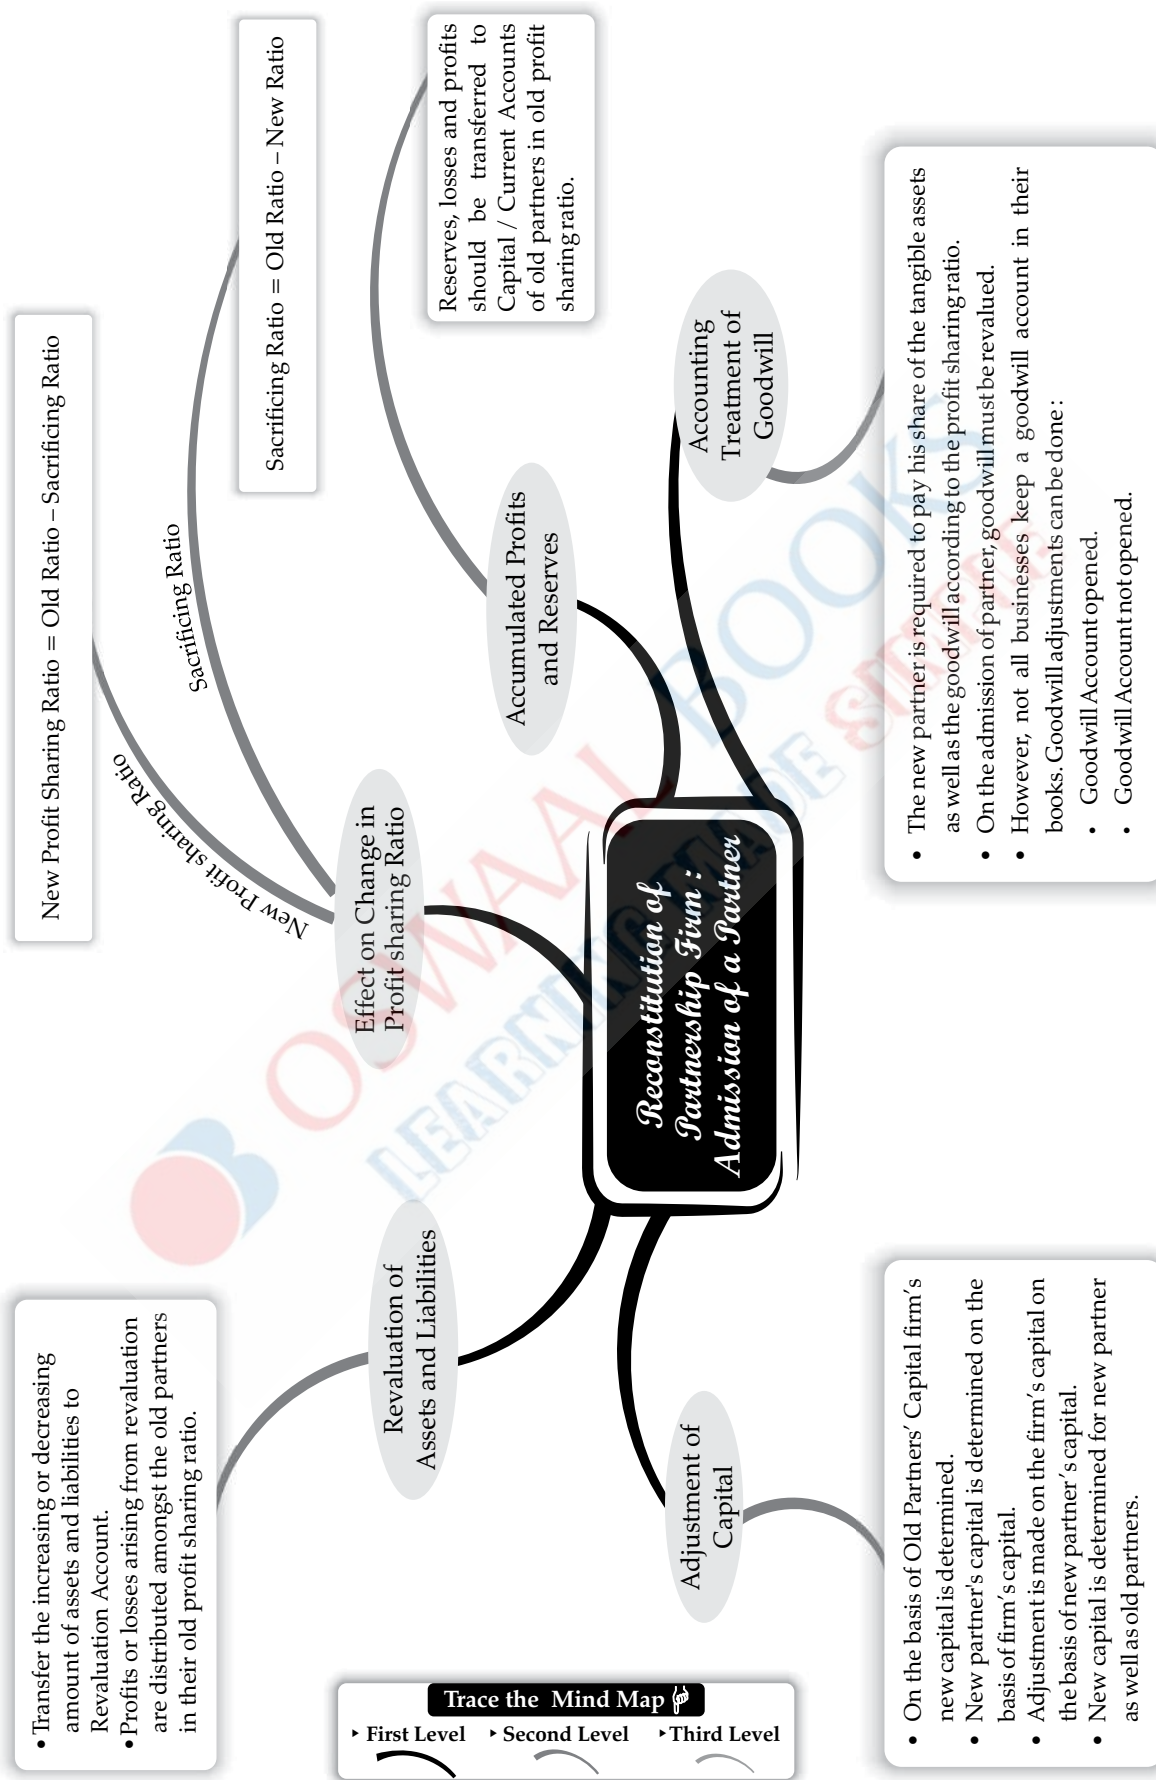 New Profit Sharing Ratio = Old Ratio – Sacrificing Ratio
New Profit sharing Ratio
Sacrificing Ratio
Sacrificing Ratio = Old Ratio – New Ratio
Effect on Change in
Profit sharing Ratio
Reserves, losses and profits
should be transferred to
Capital / Current Accounts
of old partners in old profit
sharing ratio.
Accumulated Profits
and Reserves
Accounting
Treatment of
Goodwill
• The new partner is required to pay his share of the tangible assets
as well as the goodwill according to the profit sharing ratio.
• On the admission of partner, goodwill must be revalued.
• However, not all businesses keep a goodwill account in their
books. Goodwill adjustments can be done :
• Goodwill Account opened.
• Goodwill Account not opened.
Reconstitution of
Partnership Firm :
Admission of a Partner
• Transfer the increasing or decreasing
amount of assets and liabilities to
Revaluation Account.
• Profits or losses arising from revaluation
are distributed amongst the old partners
in their old profit sharing ratio.
Revaluation of
Assets and Liabilities
Adjustment of
Capital
• On the basis of Old Partners' Capital firm's
new capital is determined.
• New partner's capital is determined on the
basis of firm's capital.
• Adjustment is made on the firm's capital on
the basis of new partner's capital.
• New capital is determined for new partner
as well as old partners.
Trace the Mind Map
First Level Second Level Third Level
OSWAAL BOOKS
LEARNING MADE SIMPLE